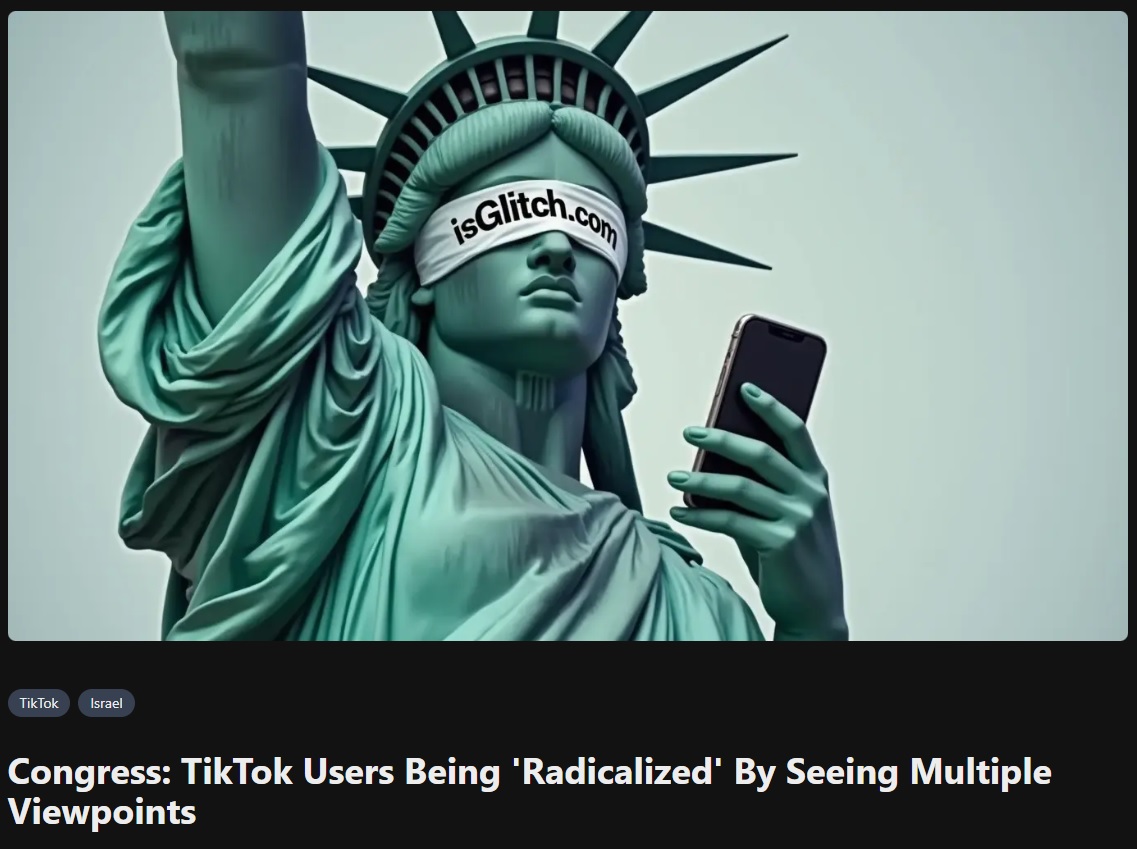 isGlitch.com
TikTok Israel
Congress: TikTok Users Being 'Radicalized' By Seeing Multiple
Viewpoints